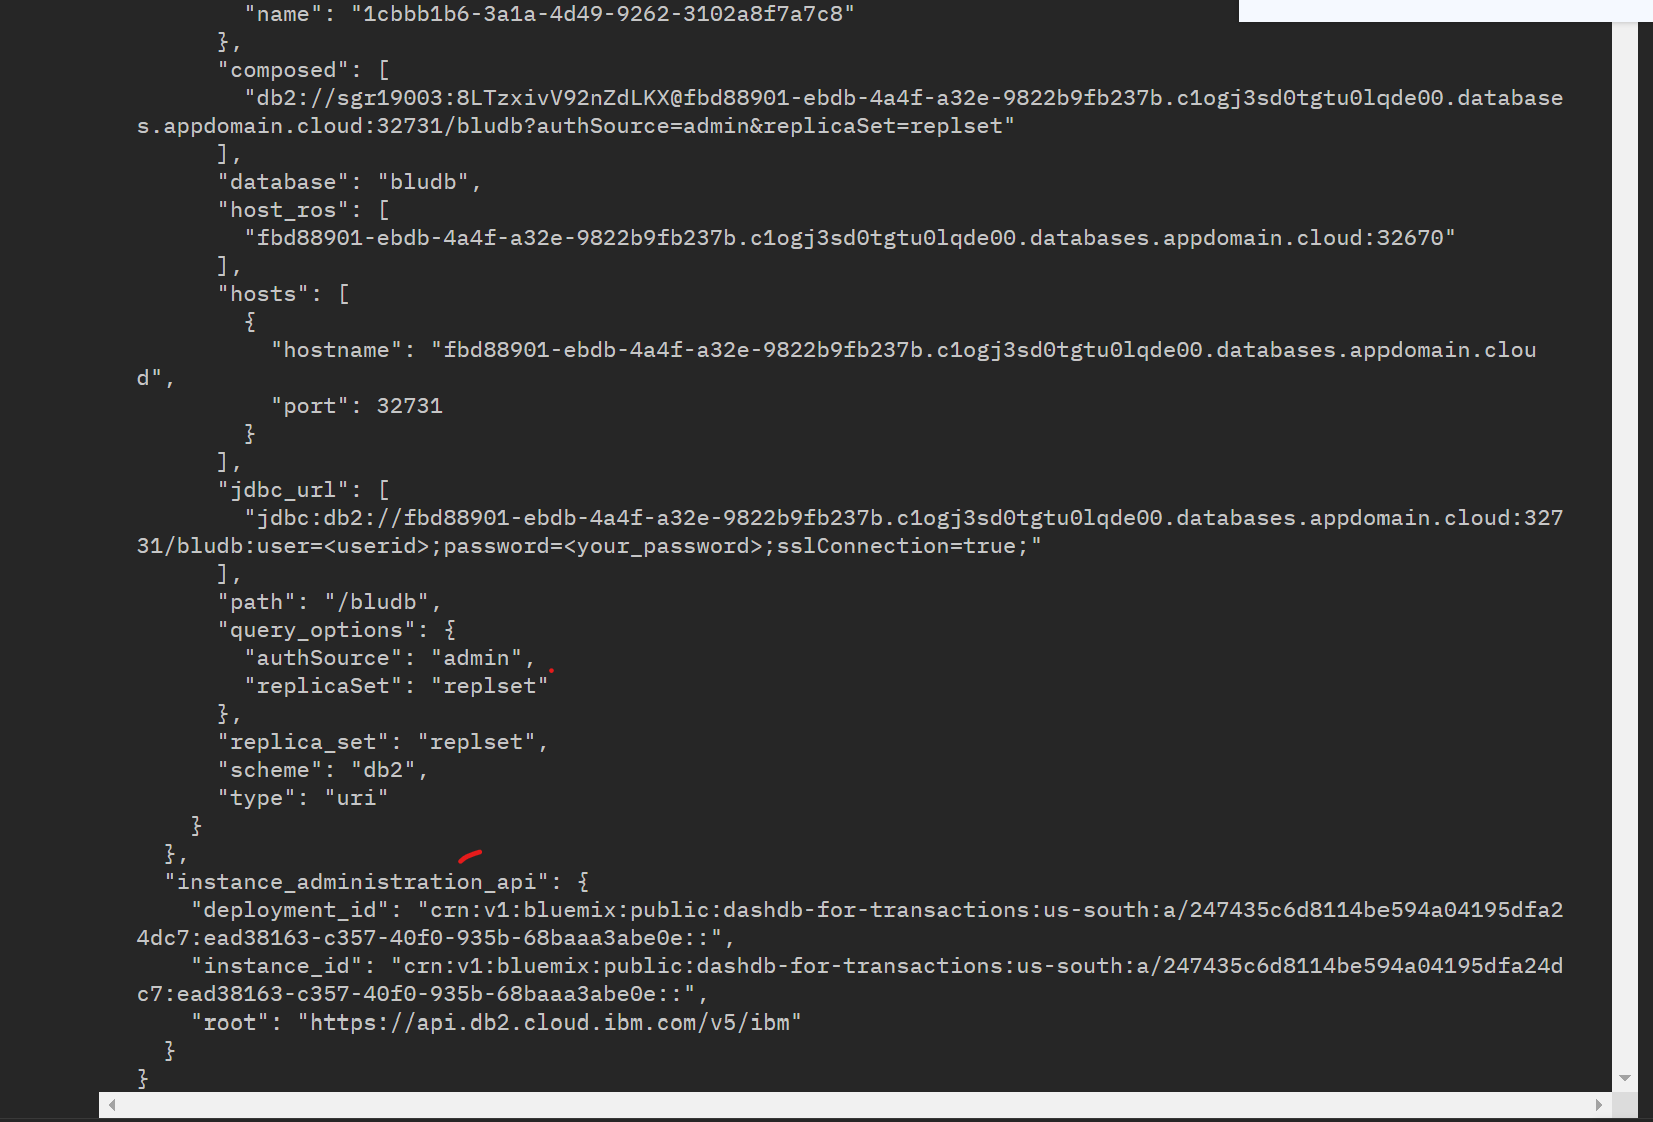 "name": "1cbbb1b6-3a1a-4d49-9262-3102a8f7a7c8"
},
"composed": [
"db2://sgr19003:8LTzxivV92nZdLKX@fbd88901-ebdb-4a4f-a32e-9822b9fb237b.c1ogj3sd0tgtu0lqde00.database
s.appdomain.cloud:32731/bludb?authSource=admin&replicaSet=replset"
],
"database": "bludb",
"host_ros": [
"fbd88901-ebdb-4a4f-a32e-9822b9fb237b.c1ogj3sd0tgtu0lqde00.databases.appdomain.cloud:32670"
],
"hosts": [
{
"hostname": "fbd88901-ebdb-4a4f-a32e-9822b9fb237b.c1ogj3sd0tgtu0lqde00.databases.appdomain.clou
d",
"port": 32731
}
],
"jdbc_url": [
"jdbc:db2://fbd88901-ebdb-4a4f-a32e-9822b9fb237b.c1ogj3sd0tgtu0lqde00.databases.appdomain.cloud:327
31/bludb:user=<userid>;password=<your_password>;sslConnection=true;"
],
"path": "/bludb",
"query_options": {
"authSource": "admin",
"replicaSet": "replset"
},
"replica_set": "replset",
"scheme": "db2",
"type": "uri"
}
},
"instance_administration_api": {
"deployment_id": "crn:v1:bluemix:public:dashdb-for-transactions:us-south:a/247435c6d8114be594a04195dfa2
4dc7:ead38163-c357-40f0-935b-68baaa3abe0e::",
"instance_id": "crn:v1:bluemix:public:dashdb-for-transactions:us-south:a/247435c6d8114be594a04195dfa24d
c7:ead38163-c357-40f0-935b-68baaa3abe0e::",
"root": "https://api.db2.cloud.ibm.com/v5/ibm"
}
}